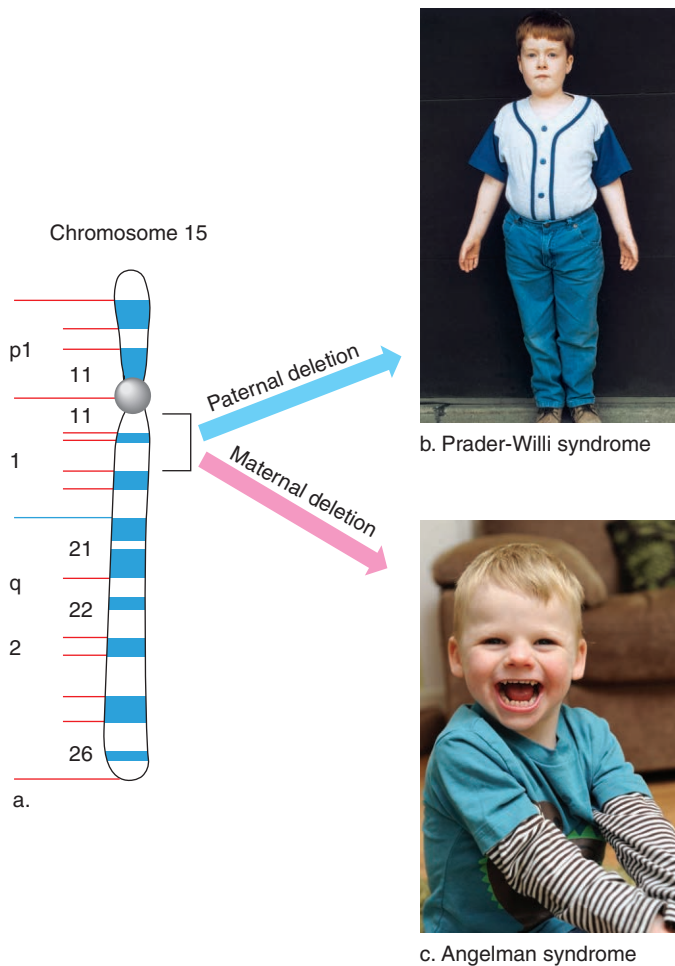 Chromosome 15
p1
11
11
1
21
q
22
2
26
a.
Paternal deletion
Maternal deletion
b. Prader-Willi syndrome
c. Angelman syndrome